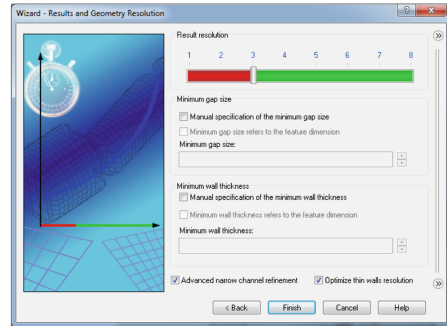 Wizard - Results and Geometry Resolution
Result resolution
1 2 3 4 5 6 7 8
Minimum gap size
Manual specification of the minimum gap size
Minimum gap size refers to the feature dimension
Minimum gap size:
Minimum wall thickness
Manual specification of the minimum wall thickness
Minimum wall thickness refers to the feature dimension
Minimum wall thickness:
Advanced narrow channel refinement Optimize thin walls resolution
< Back Finish Cancel Help